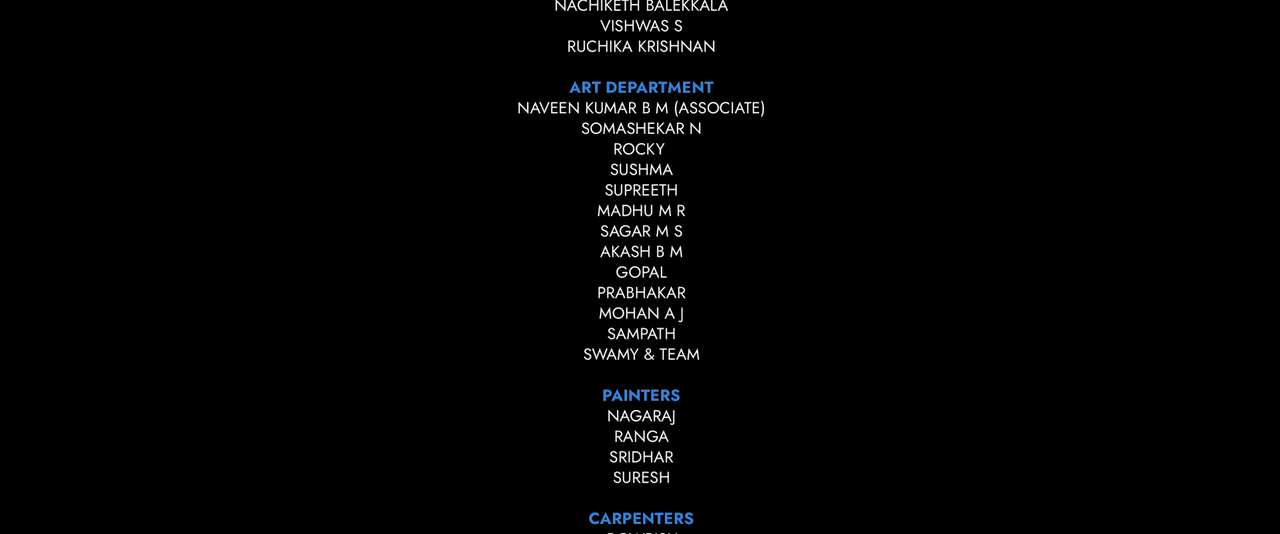 NACHIKETH BALEKKALA
VISHWAS S
RUCHIKA KRISHNAN
ART DEPARTMENT
NAVEEN KUMAR B M (ASSOCIATE)
SOMASHEKAR N
ROCKY
SUSHMA
SUPREETH
MADHU M R
SAGAR M S
AKASH B M
GOPAL
PRABHAKAR
MOHAN A J
SAMPATH
SWAMY & TEAM
PAINTERS
NAGARAJ
RANGA
SRIDHAR
SURESH
CARPENTERS